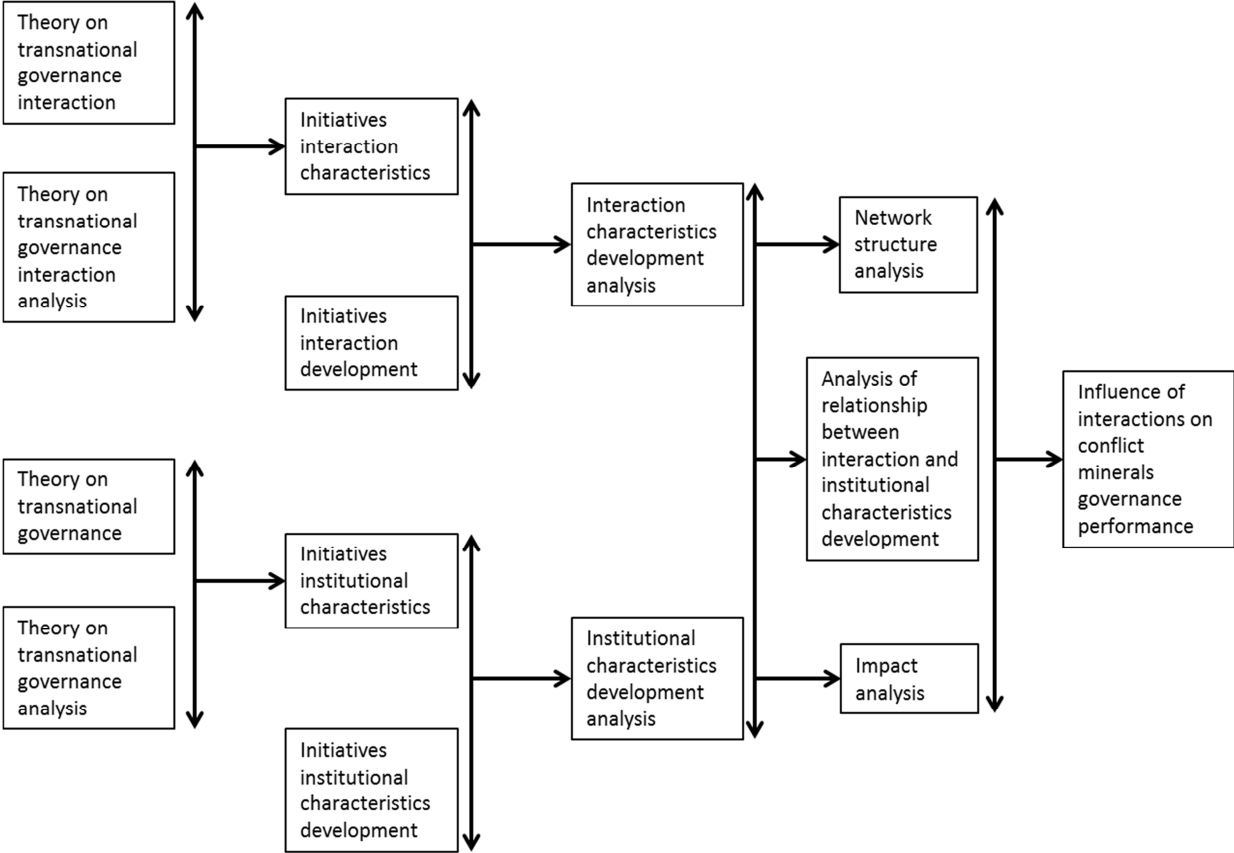 Theory on
transnational
governance
interaction
Theory on
transnational
governance
interaction
analysis
Initiatives
interaction
characteristics
Initiatives
interaction
development
Interaction
characteristics
development
analysis
Network
structure
analysis
Analysis of
relationship
between
interaction and
institutional
characteristics
development
Influence of
interactions on
conflict
minerals
governance
performance
Theory on
transnational
governance
Theory on
transnational
governance
analysis
Initiatives
institutional
characteristics
Initiatives
institutional
characteristics
development
Institutional
characteristics
development
analysis
Impact
analysis